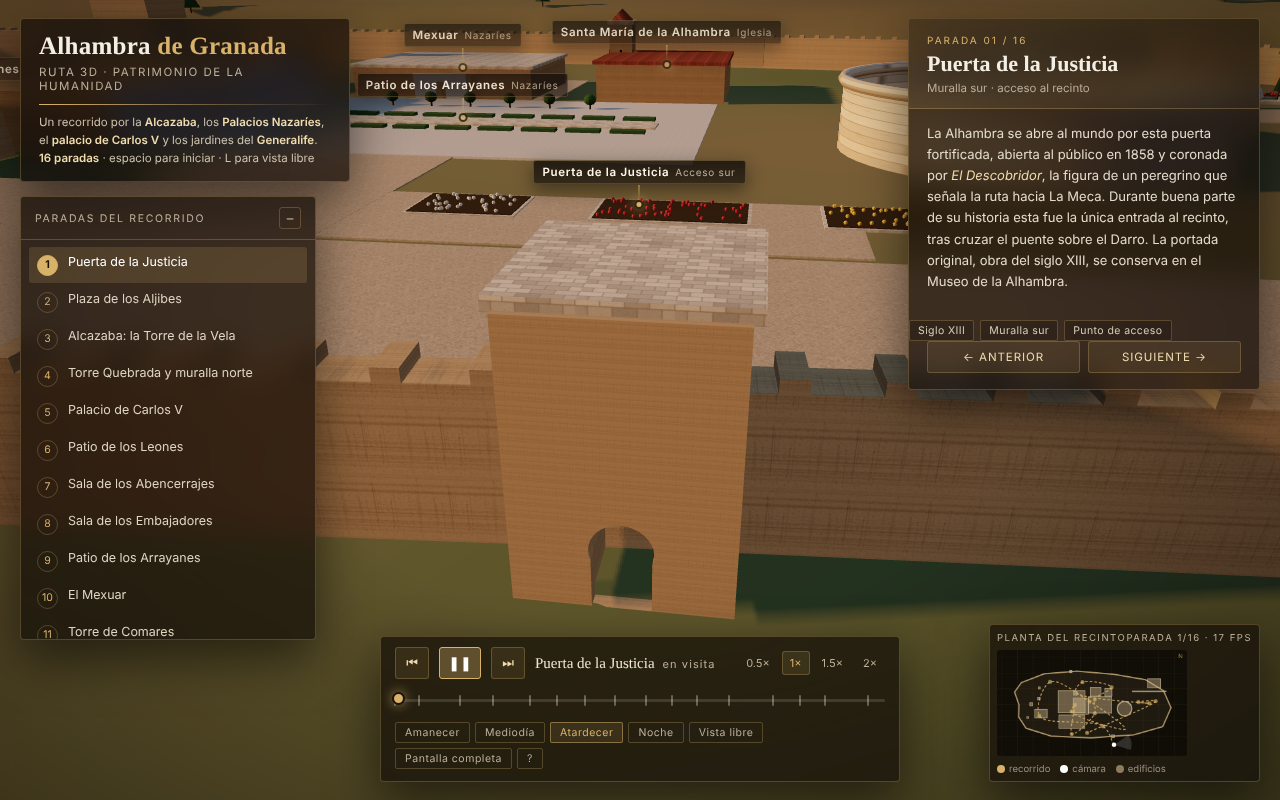 Alhambra de Granada
RUTA 3D · PATRIMONIO DE LA
HUMANIDAD
Un recorrido por la Alcazaba, los Palacios Nazaríes,
el palacio de Carlos V y los jardines del Generalife.
16 paradas · espacio para iniciar · L para vista libre
PARADAS DEL RECORRIDO
–
1 Puerta de la Justicia
2 Plaza de los Aljibes
3 Alcazaba: la Torre de la Vela
4 Torre Quebrada y muralla norte
5 Palacio de Carlos V
6 Patio de los Leones
7 Sala de los Abencerrajes
8 Sala de los Embajadores
9 Patio de los Arrayanes
10 El Mexuar
11 Torre de Comares
Mexuar Nazaríes
Santa María de la Alhambra Iglesia
Patio de los Arrayanes Nazaríes
Puerta de la Justicia Acceso sur
PARADA 01 / 16
Puerta de la Justicia
Muralla sur · acceso al recinto
La Alhambra se abre al mundo por esta puerta
fortificada, abierta al público en 1858 y coronada
por El Descobridor, la figura de un peregrino que
señala la ruta hacia La Meca. Durante buena parte
de su historia esta fue la única entrada al recinto,
tras cruzar el puente sobre el Darro. La portada
original, obra del siglo XIII, se conserva en el
Museo de la Alhambra.
Siglo XIII Muralla sur Punto de acceso
← ANTERIOR SIGUIENTE →
Puerta de la Justicia en visita 0.5× 1× 1.5× 2×
Amanecer Mediodía Atardecer Noche Vista libre
Pantalla completa ?
PLANTA DEL RECINTO PARADA 1/16 · 17 FPS
N
recorrido cámara edificios